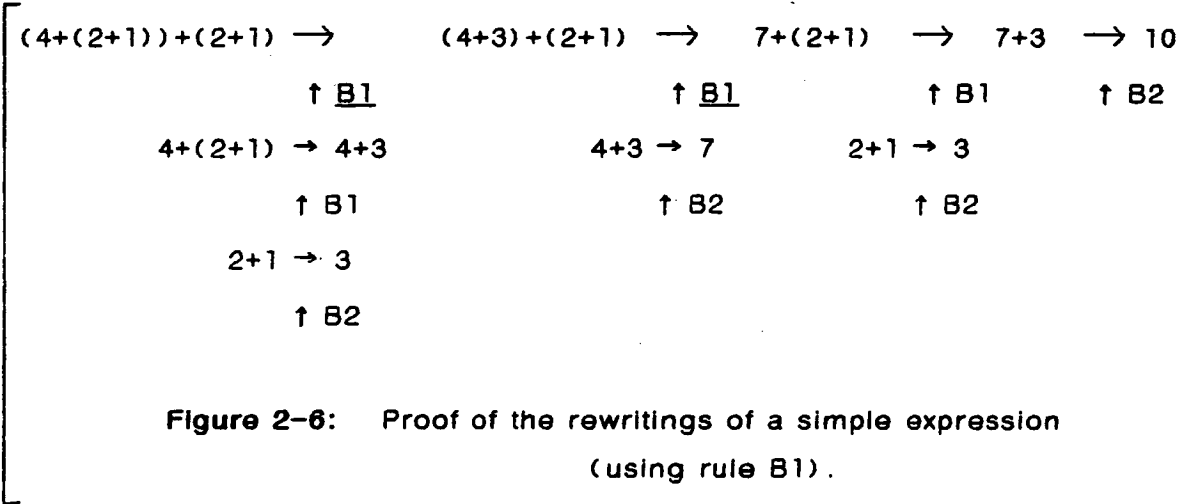 (4+(2+1))+(2+1) → (4+3)+(2+1) → 7+(2+1) → 7+3 → 10
↑ B1 ↑ B1 ↑ B1 ↑ B2
4+(2+1) → 4+3 4+3 → 7 2+1 → 3
↑ B1 ↑ B2 ↑ B2
2+1 → 3
↑ B2
Figure 2-6: Proof of the rewritings of a simple expression
(using rule B1).